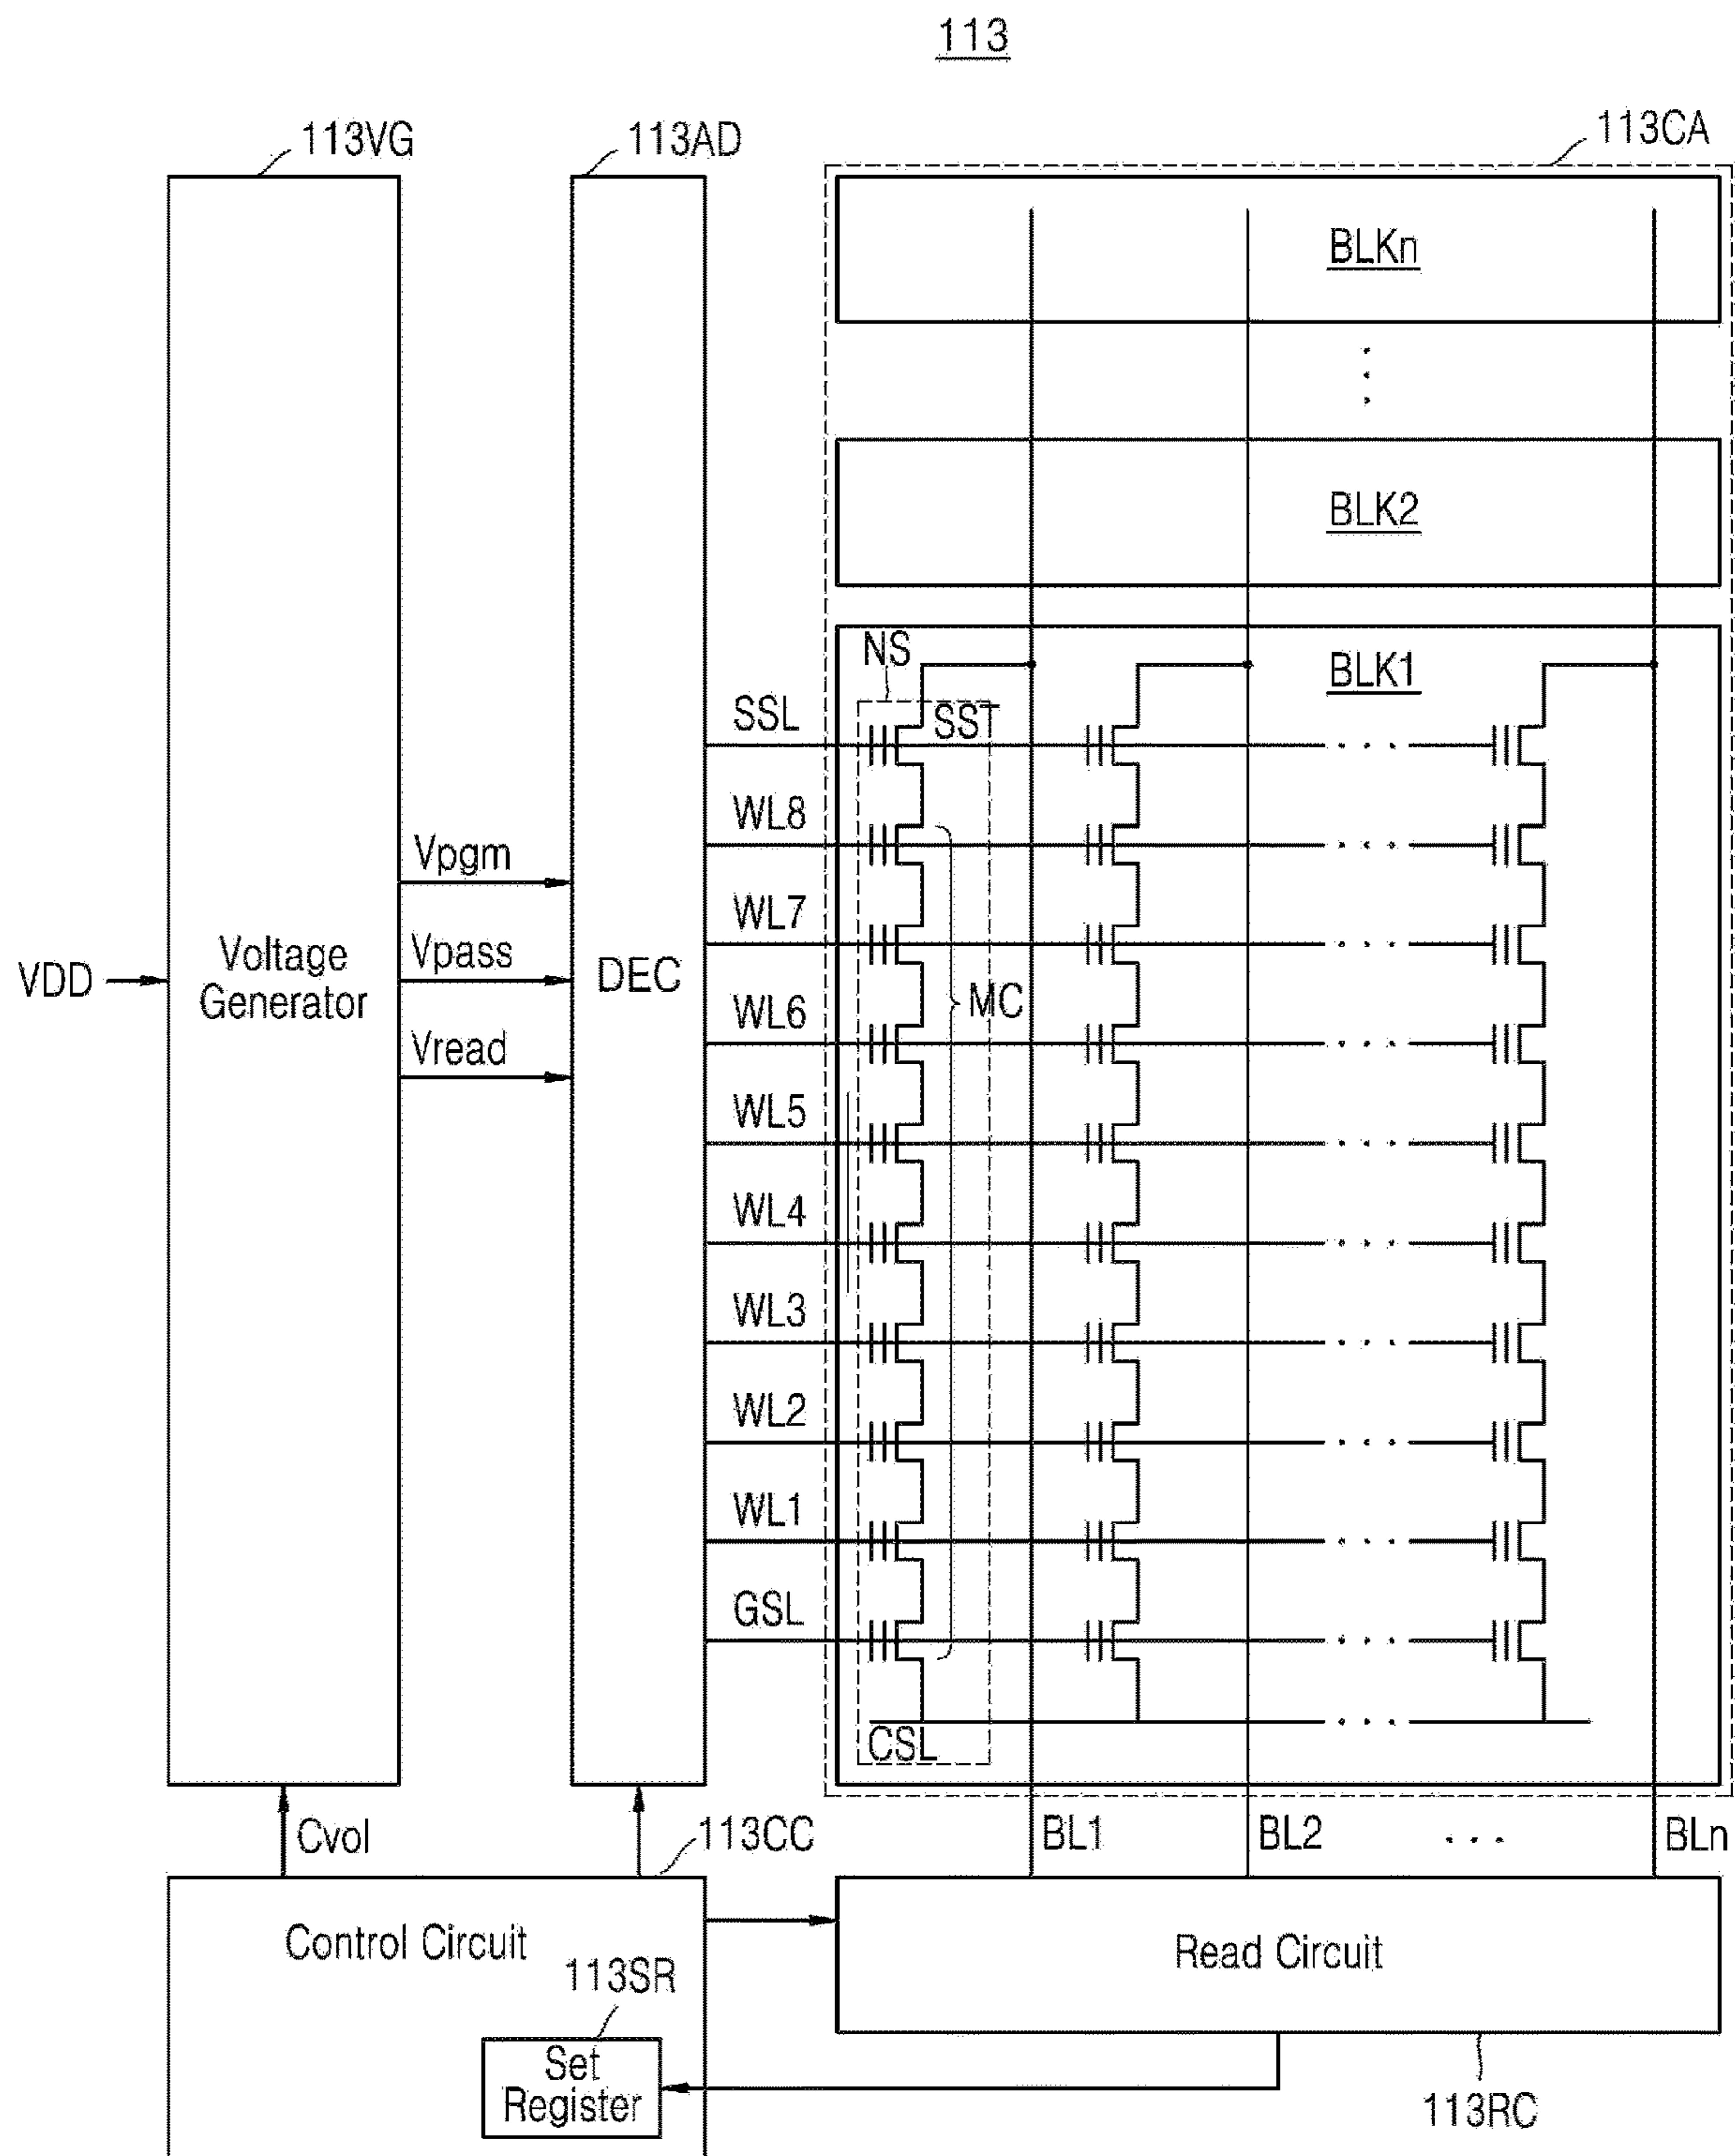 113
113VG
113AD
113CA
BLKn
BLK2
NS
BLK1
SSL
SST
WL8
Vpgm
WL7
Voltage
Generator
Vpass
VDD
DEC
WL6
MC
Vread
WL5
WL4
WL3
WL2
WL1
GSL
CSL
Cvol
113CC
BL1
BL2
...
BLn
Control Circuit
Read Circuit
113SR
Set
Register
113RC